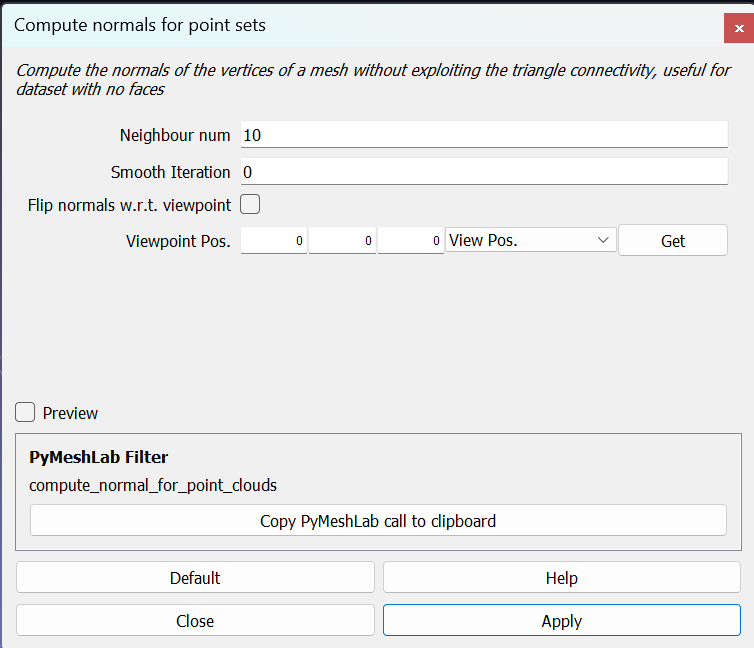 Compute normals for point sets
Compute the normals of the vertices of a mesh without exploiting the triangle connectivity, useful for
dataset with no faces
Neighbour num 10
Smooth Iteration 0
Flip normals w.r.t. viewpoint
Viewpoint Pos. 0 0 0 View Pos. Get
Preview
PyMeshLab Filter
compute_normal_for_point_clouds
Copy PyMeshLab call to clipboard
Default Help
Close Apply